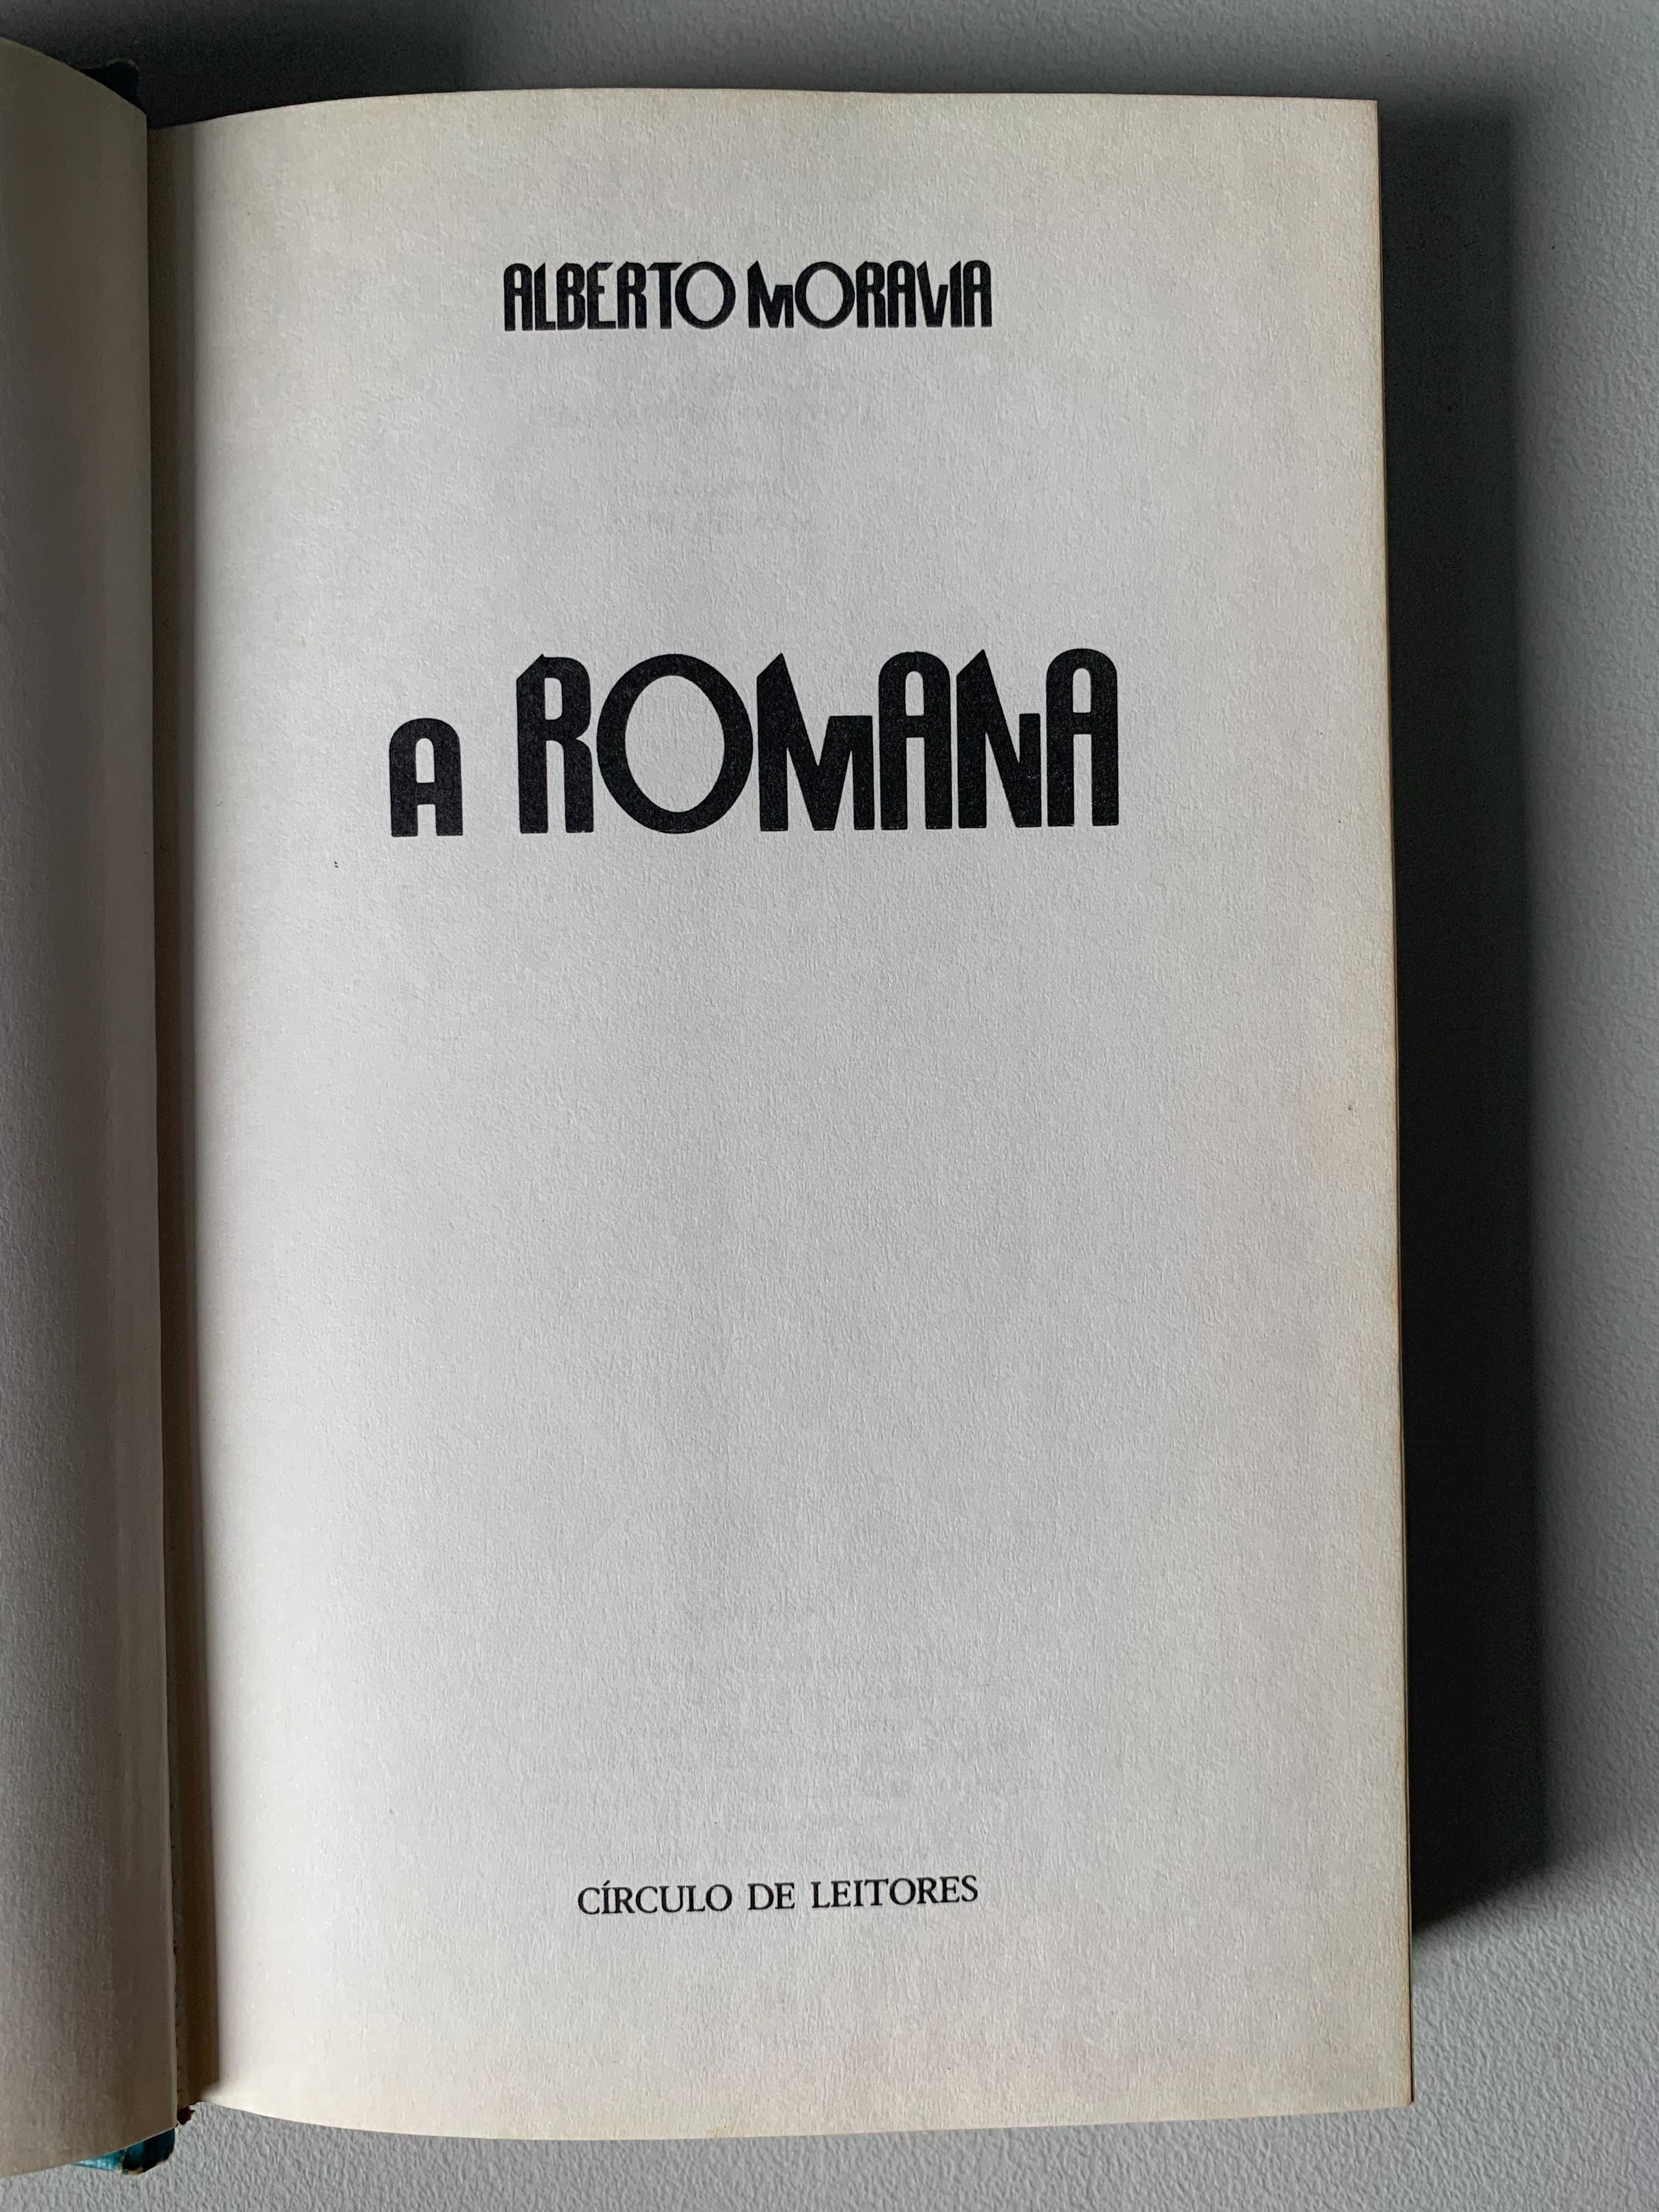 ALBERTO MORAVIA
A ROMANA
CÍRCULO DE LEITORES